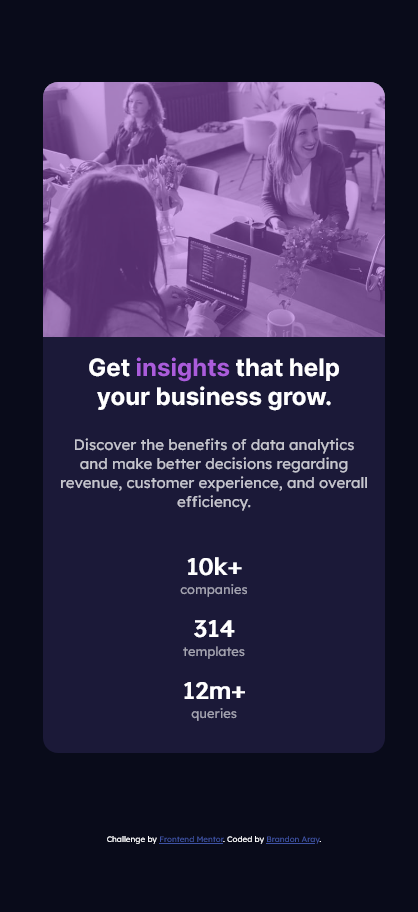 Get insights that help
your business grow.
Discover the benefits of data analytics
and make better decisions regarding
revenue, customer experience, and overall
efficiency.
10k+
companies
314
templates
12m+
queries
Challenge by Frontend Mentor. Coded by Brandon Aray.